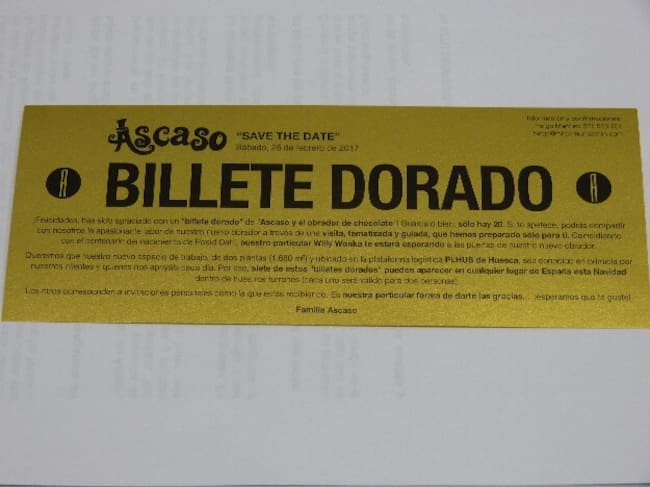 Ascaso
"SAVE THE DATE"
Sábado, 25 de febrero de 2017
Información y confirmaciones:
BILLETE DORADO
¡Felicidades, has sido agraciado con un "billete dorado" de "Ascaso y el obrador de chocolate"! Guárdalo bien, sólo hay 20. Si te apetece, podrás compartir
con nosotros la apasionante labor de nuestro nuevo obrador a través de una visita, tematizada y guiada, que hemos preparado sólo para ti. Coincidiendo
con el centenario del nacimiento de Roald Dahl, nuestro particular Willy Wonka te estará esperando a las puertas de nuestro nuevo obrador.
Queremos que nuestro nuevo espacio de trabajo, de dos plantas (1.680 m²) y ubicado en la plataforma logística PLHUS de Huesca, sea conocido en primicia por
nuestros clientes y quienes nos apoyáis cada día. Por eso, siete de estos "billetes dorados" pueden aparecer en cualquier lugar de España esta Navidad
dentro de nuestros turrones (cada uno será válido para dos personas).
Los otros corresponden a invitaciones personales como la que estás recibiendo. Es nuestra particular forma de darte las gracias, ...¡esperamos que te guste!
Familia Ascaso